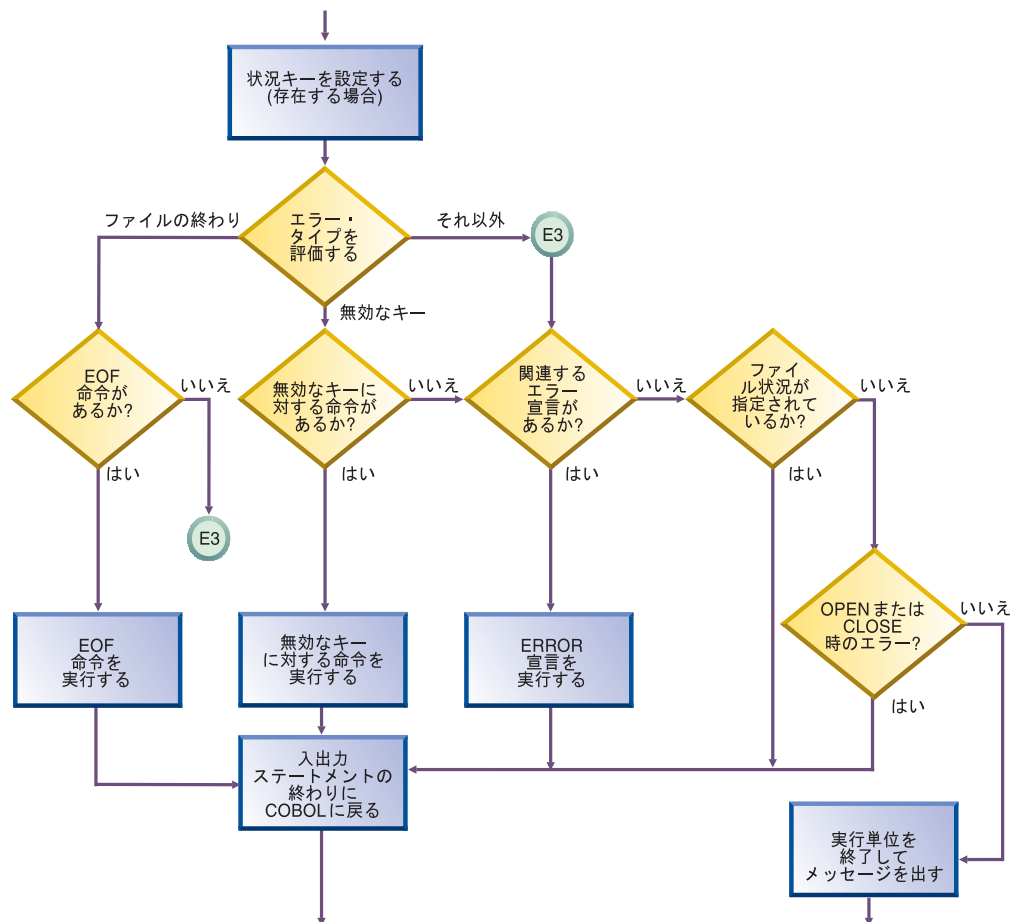 状況キーを設定する
(存在する場合)
ファイルの終わり
エラー・
タイプを
評価する
それ以外
E3
無効なキー
EOF
命令が
あるか?
いいえ
はい
無効なキーに
対する命令が
あるか?
いいえ
はい
関連する
エラー
宣言が
あるか?
いいえ
はい
ファイ
ル状況が
指定されて
いるか?
いいえ
はい
E3
OPEN または
CLOSE
時のエラー?
いいえ
はい
EOF
命令を
実行する
無効なキー
に対する命令を
実行する
ERROR
宣言を
実行する
入出力
ステートメントの
終わりに
COBOL に戻る
実行単位を
終了して
メッセージを出す